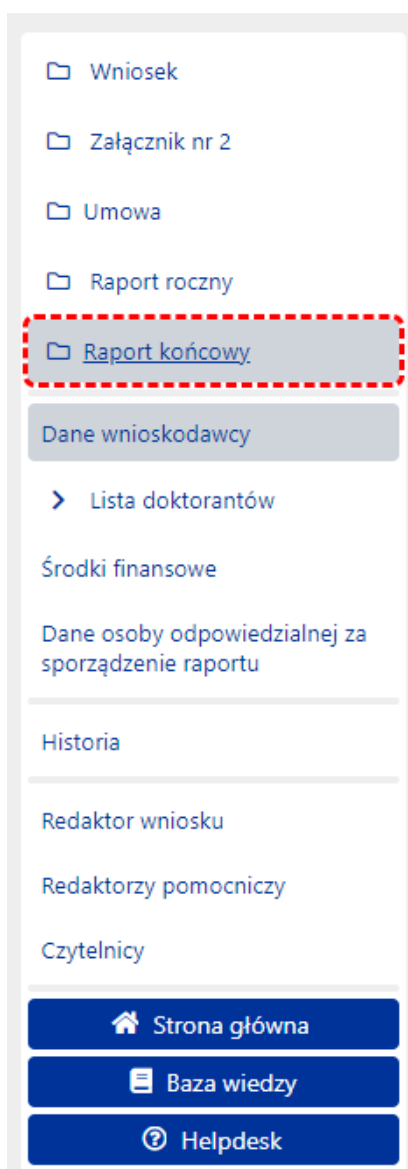 Wniosek
Załącznik nr 2
Umowa
Raport roczny
Raport końcowy
Dane wnioskodawcy
Lista doktorantów
Środki finansowe
Dane osoby odpowiedzialnej za
sporządzenie raportu
Historia
Redaktor wniosku
Redaktorzy pomocniczy
Czytelnicy
Strona główna
Baza wiedzy
Helpdesk